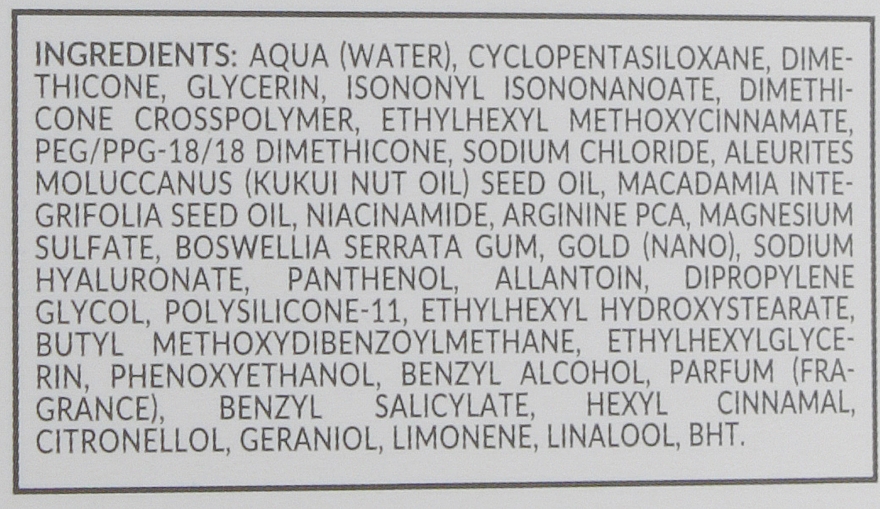 INGREDIENTS: AQUA (WATER), CYCLOPENTASILOXANE, DIME-
THICONE, GLYCERIN, ISONONYL ISONONANOATE, DIMETHI-
CONE CROSSPOLYMER, ETHYLHEXYL METHOXYCINNAMATE,
PEG/PPG-18/18 DIMETHICONE, SODIUM CHLORIDE, ALEURITES
MOLUCCANUS (KUKUI NUT OIL) SEED OIL, MACADAMIA INTE-
GRIFOLIA SEED OIL, NIACINAMIDE, ARGININE PCA, MAGNESIUM
SULFATE, BOSWELLIA SERRATA GUM, GOLD (NANO), SODIUM
HYALURONATE, PANTHENOL, ALLANTOIN, DIPROPYLENE
GLYCOL, POLYSILICONE-11, ETHYLHEXYL HYDROXYSTEARATE,
BUTYL METHOXYDIBENZOYLMETHANE, ETHYLHEXYLGLYCE-
RIN, PHENOXYETHANOL, BENZYL ALCOHOL, PARFUM (FRA-
GRANCE), BENZYL SALICYLATE, HEXYL CINNAMAL,
CITRONELLOL, GERANIOL, LIMONENE, LINALOOL, BHT.